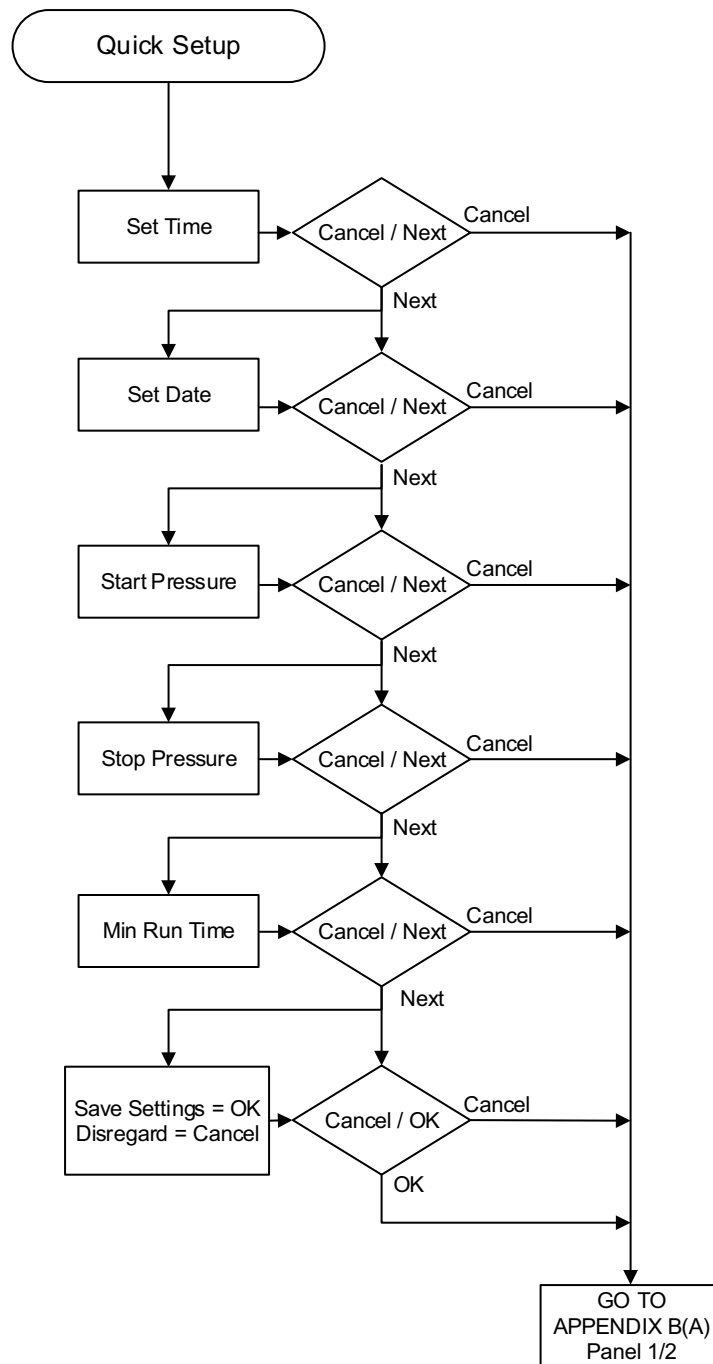 Quick Setup
Set Time
Cancel / Next
Cancel
Next
Set Date
Cancel / Next
Cancel
Next
Start Pressure
Cancel / Next
Cancel
Next
Stop Pressure
Cancel / Next
Cancel
Next
Min Run Time
Cancel / Next
Cancel
Next
Save Settings = OK
Disregard = Cancel
Cancel / OK
Cancel
OK
GO TO
APPENDIX B(A)
Panel 1/2